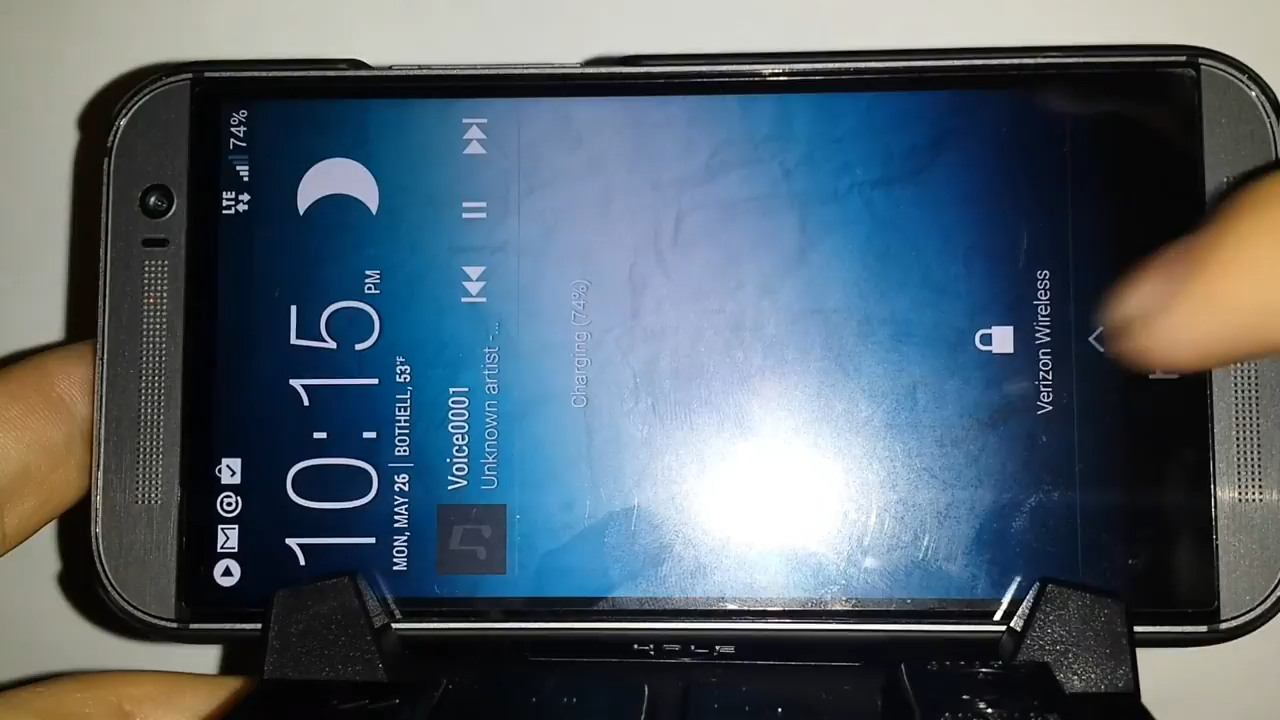 LTE 74%
10:15 PM
MON, MAY 26 | BOTHELL, 53°F
Voice0001
Unknown artist -...
Charging (74%)
Verizon Wireless